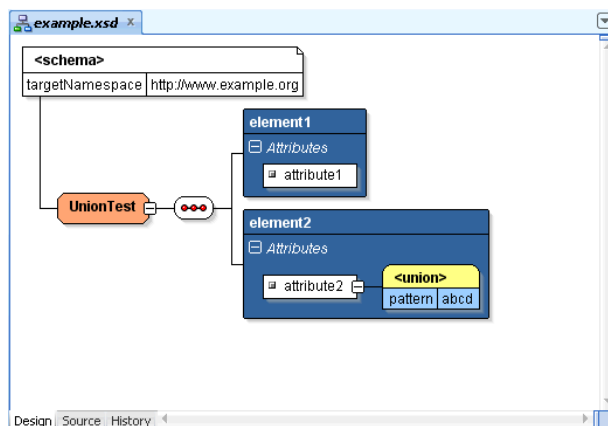 example.xsd
<schema>
targetNamespace http://www.example.org
element1
Attributes
attribute1
UnionTest
element2
Attributes
attribute2
<union>
pattern abcd
Design Source History